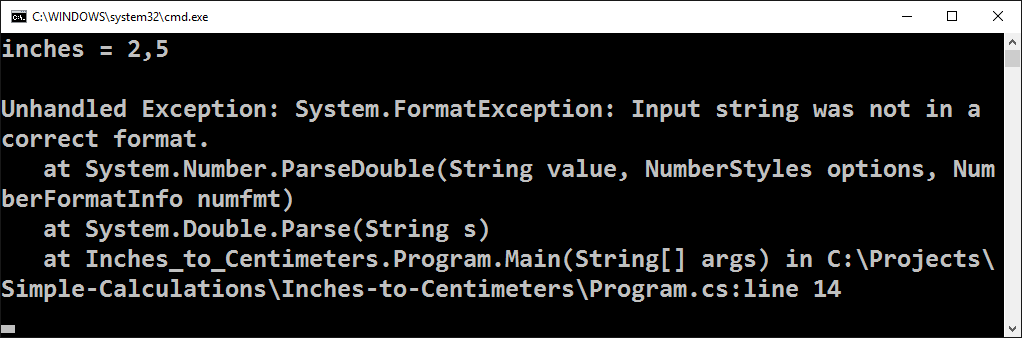 C:\WINDOWS\system32\cmd.exe
inches = 2,5
Unhandled Exception: System.FormatException: Input string was not in a
correct format.
   at System.Number.ParseDouble(String value, NumberStyles options, Num
berFormatInfo numfmt)
   at System.Double.Parse(String s)
   at Inches_to_Centimeters.Program.Main(String[] args) in C:\Projects\
Simple-Calculations\Inches-to-Centimeters\Program.cs:line 14